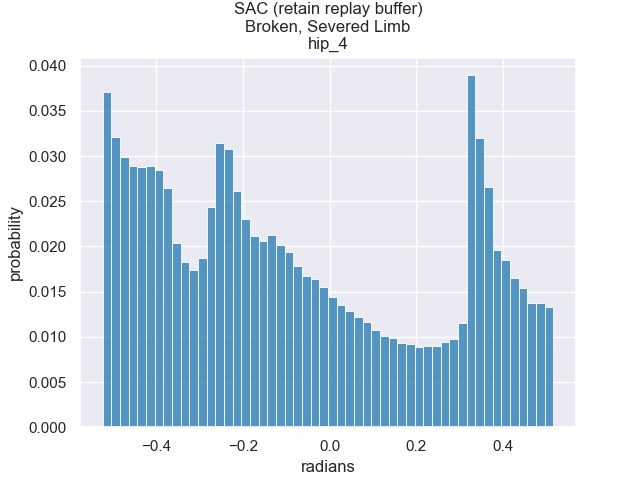 SAC (retain replay buffer)
Broken, Severed Limb
hip_4
0.040
0.035
0.030
0.025
0.020
0.015
0.010
0.005
0.000
probability
−0.4 −0.2 0.0 0.2 0.4
radians